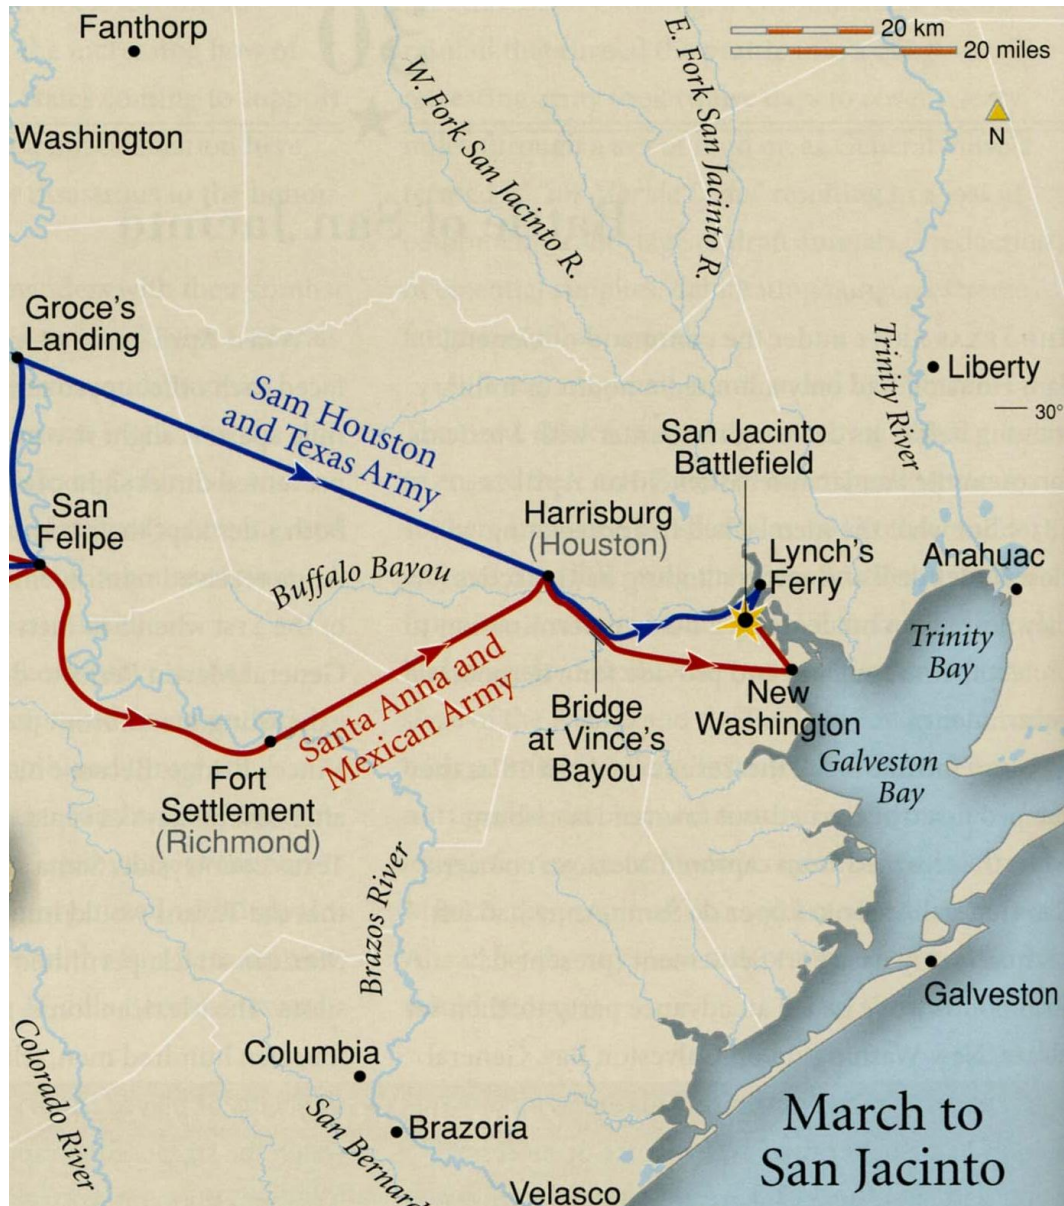 Fanthorp
Washington
W. Fork San Jacinto R.
E. Fork San Jacinto R.
20 km
20 miles
N
Groce's
Landing
Sam Houston
and Texas Army
Trinity River
Liberty
30°
San Jacinto
Battlefield
San
Felipe
Harrisburg
(Houston)
Buffalo Bayou
Lynch's
Ferry
Anahuac
Trinity
Bay
Santa Anna and
Mexican Army
New
Washington
Bridge
at Vince's
Bayou
Galveston
Bay
Fort
Settlement
(Richmond)
Brazos River
Galveston
Colorado River
Columbia
San Bernard
Brazoria
Velasco
March to
San Jacinto